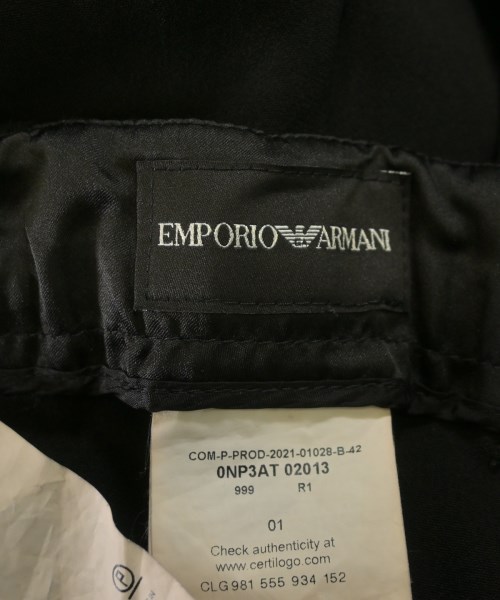 EMPORIO ARMANI
COM-P-PROD-2021-01028-B-42
0NP3AT 02013
999 R1
01
Check authenticity at
www.certilogo.com
CLG 981 555 934 152
P